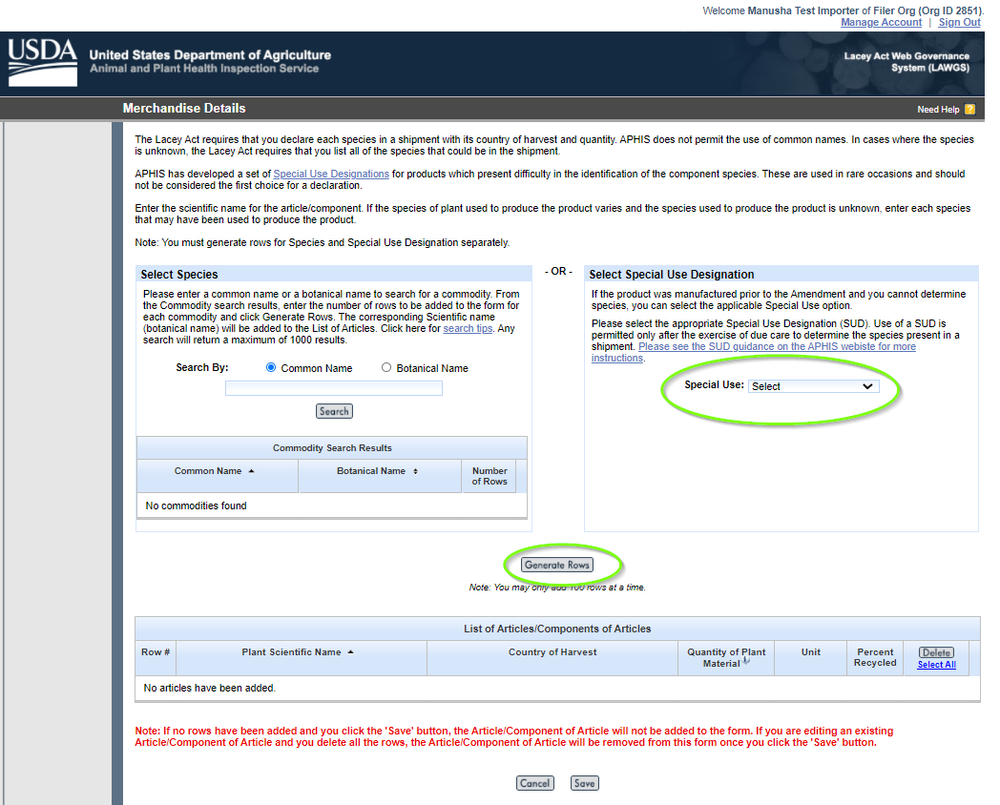 Welcome Manusha Test Importer of Filer Org (Org ID 2851).
Manage Account | Sign Out
USDA
United States Department of Agriculture
Animal and Plant Health Inspection Service
Lacey Act Web Governance
System (LAWGS)
Merchandise Details
Need Help ?
The Lacey Act requires that you declare each species in a shipment with its country of harvest and quantity. APHIS does not permit the use of common names. In cases where the species
is unknown, the Lacey Act requires that you list all of the species that could be in the shipment.
APHIS has developed a set of Special Use Designations for products which present difficulty in the identification of the component species. These are used in rare occasions and should
not be considered the first choice for a declaration.
Enter the scientific name for the article/component. If the species of plant used to produce the product varies and the species used to produce the product is unknown, enter each species
that may have been used to produce the product.
Note: You must generate rows for Species and Special Use Designation separately.
Select Species
Please enter a common name or a botanical name to search for a commodity. From
the Commodity search results, enter the number of rows to be added to the form for
each commodity and click Generate Rows. The corresponding Scientific name
(botanical name) will be added to the List of Articles. Click here for search tips. Any
search will return a maximum of 1000 results.
Search By: Common Name Botanical Name
Search
Commodity Search Results
Common Name Botanical Name Number
of Rows
No commodities found
- OR -
Select Special Use Designation
If the product was manufactured prior to the Amendment and you cannot determine
species, you can select the applicable Special Use option.
Please select the appropriate Special Use Designation (SUD). Use of a SUD is
permitted only after the exercise of due care to determine the species present in a
shipment. Please see the SUD guidance on the APHIS webiste for more
instructions.
Special Use: Select
Generate Rows
Note: You may only add 100 rows at a time.
List of Articles/Components of Articles
Row # Plant Scientific Name Country of Harvest Quantity of Plant Unit Percent Delete
Material Recycled Select All
No articles have been added.
Note: If no rows have been added and you click the 'Save' button, the Article/Component of Article will not be added to the form. If you are editing an existing
Article/Component of Article and you delete all the rows, the Article/Component of Article will be removed from this form once you click the 'Save' button.
Cancel Save